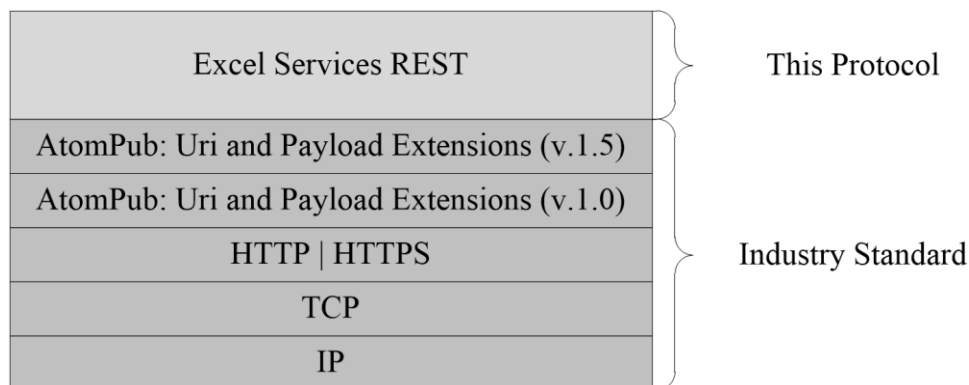 Excel Services REST
This Protocol
AtomPub: Uri and Payload Extensions (v.1.5)
AtomPub: Uri and Payload Extensions (v.1.0)
HTTP | HTTPS
Industry Standard
TCP
IP